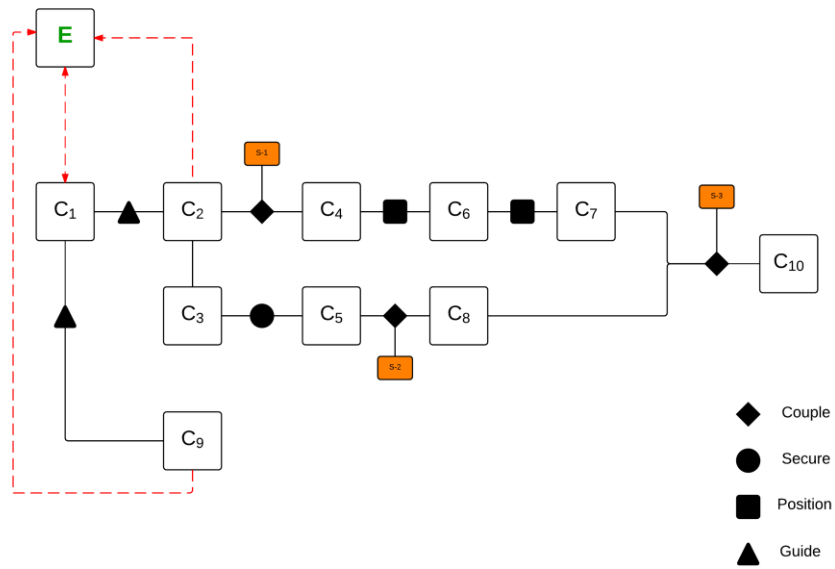 E
S-1
S-3
C1
C2
C4
C6
C7
C10
C3
C5
C8
S-2
Couple
C9
Secure
Position
Guide